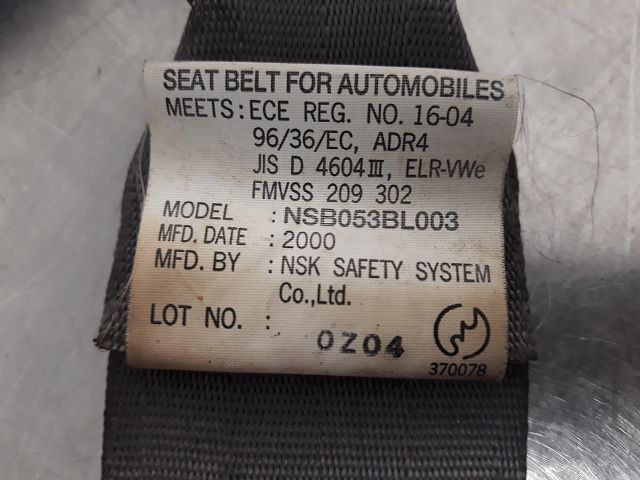 SEAT BELT FOR AUTOMOBILES
MEETS: ECE REG. NO. 16-04
96/36/EC, ADR4
JIS D 4604Ⅲ, ELR-VWe
FMVSS 209 302
MODEL : NSB053BL003
MFD. DATE : 2000
MFD. BY : NSK SAFETY SYSTEM
Co.,Ltd.
LOT NO. :
0Z04
370078